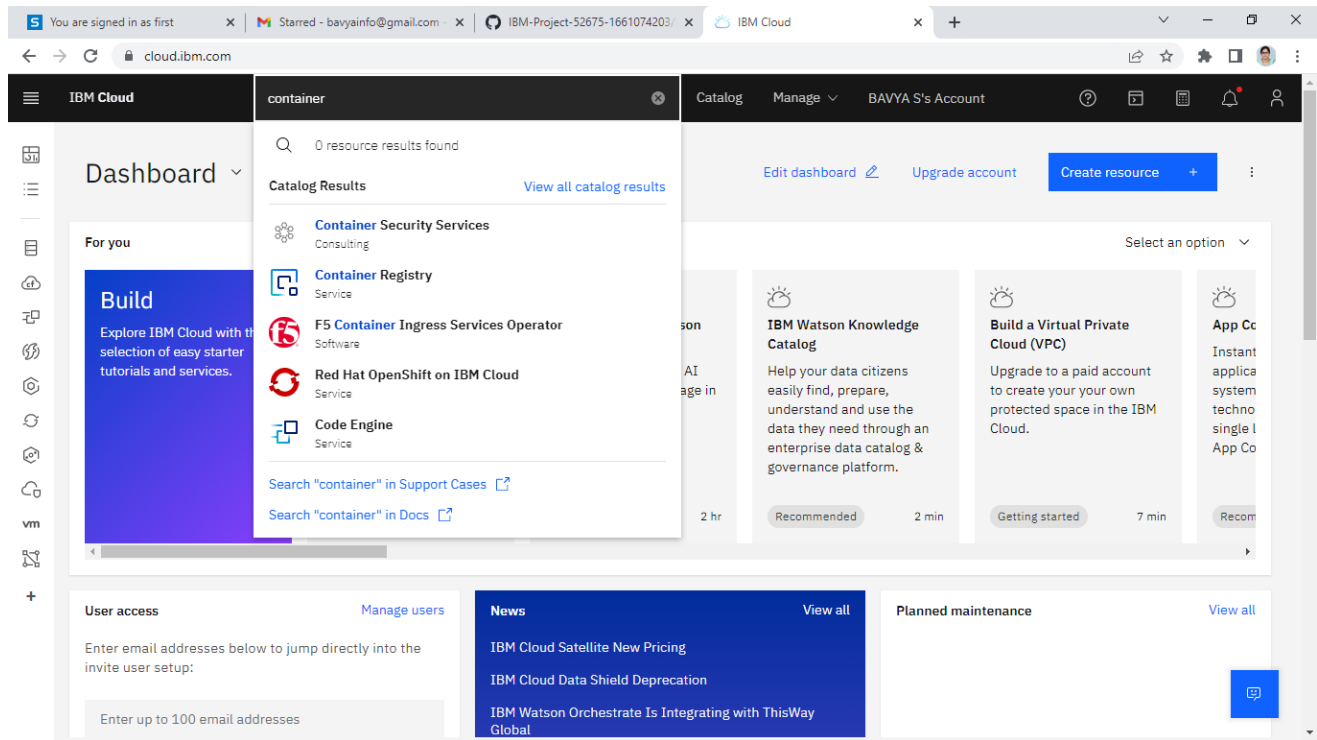 You are signed in as first
Starred - bavyainfo@gmail.com -
IBM-Project-52675-1661074203/
IBM Cloud
cloud.ibm.com
IBM Cloud
container
Catalog
Manage
BAVYA S's Account
Dashboard
Edit dashboard
Upgrade account
Create resource +
0 resource results found
Catalog Results
View all catalog results
Container Security Services
Consulting
Container Registry
Service
F5 Container Ingress Services Operator
Software
Red Hat OpenShift on IBM Cloud
Service
Code Engine
Service
Search "container" in Support Cases
Search "container" in Docs
For you
Select an option
Build
Explore IBM Cloud with th
selection of easy starter
tutorials and services.
son
AI
age in
2 hr
IBM Watson Knowledge
Catalog
Help your data citizens
easily find, prepare,
understand and use the
data they need through an
enterprise data catalog &
governance platform.
Recommended
2 min
Build a Virtual Private
Cloud (VPC)
Upgrade to a paid account
to create your your own
protected space in the IBM
Cloud.
Getting started
7 min
App Co
Instant
applica
system
techno
single l
App Co
Recom
vm
User access
Manage users
Enter email addresses below to jump directly into the
invite user setup:
Enter up to 100 email addresses
News
View all
IBM Cloud Satellite New Pricing
IBM Cloud Data Shield Deprecation
IBM Watson Orchestrate Is Integrating with ThisWay
Global
Planned maintenance
View all